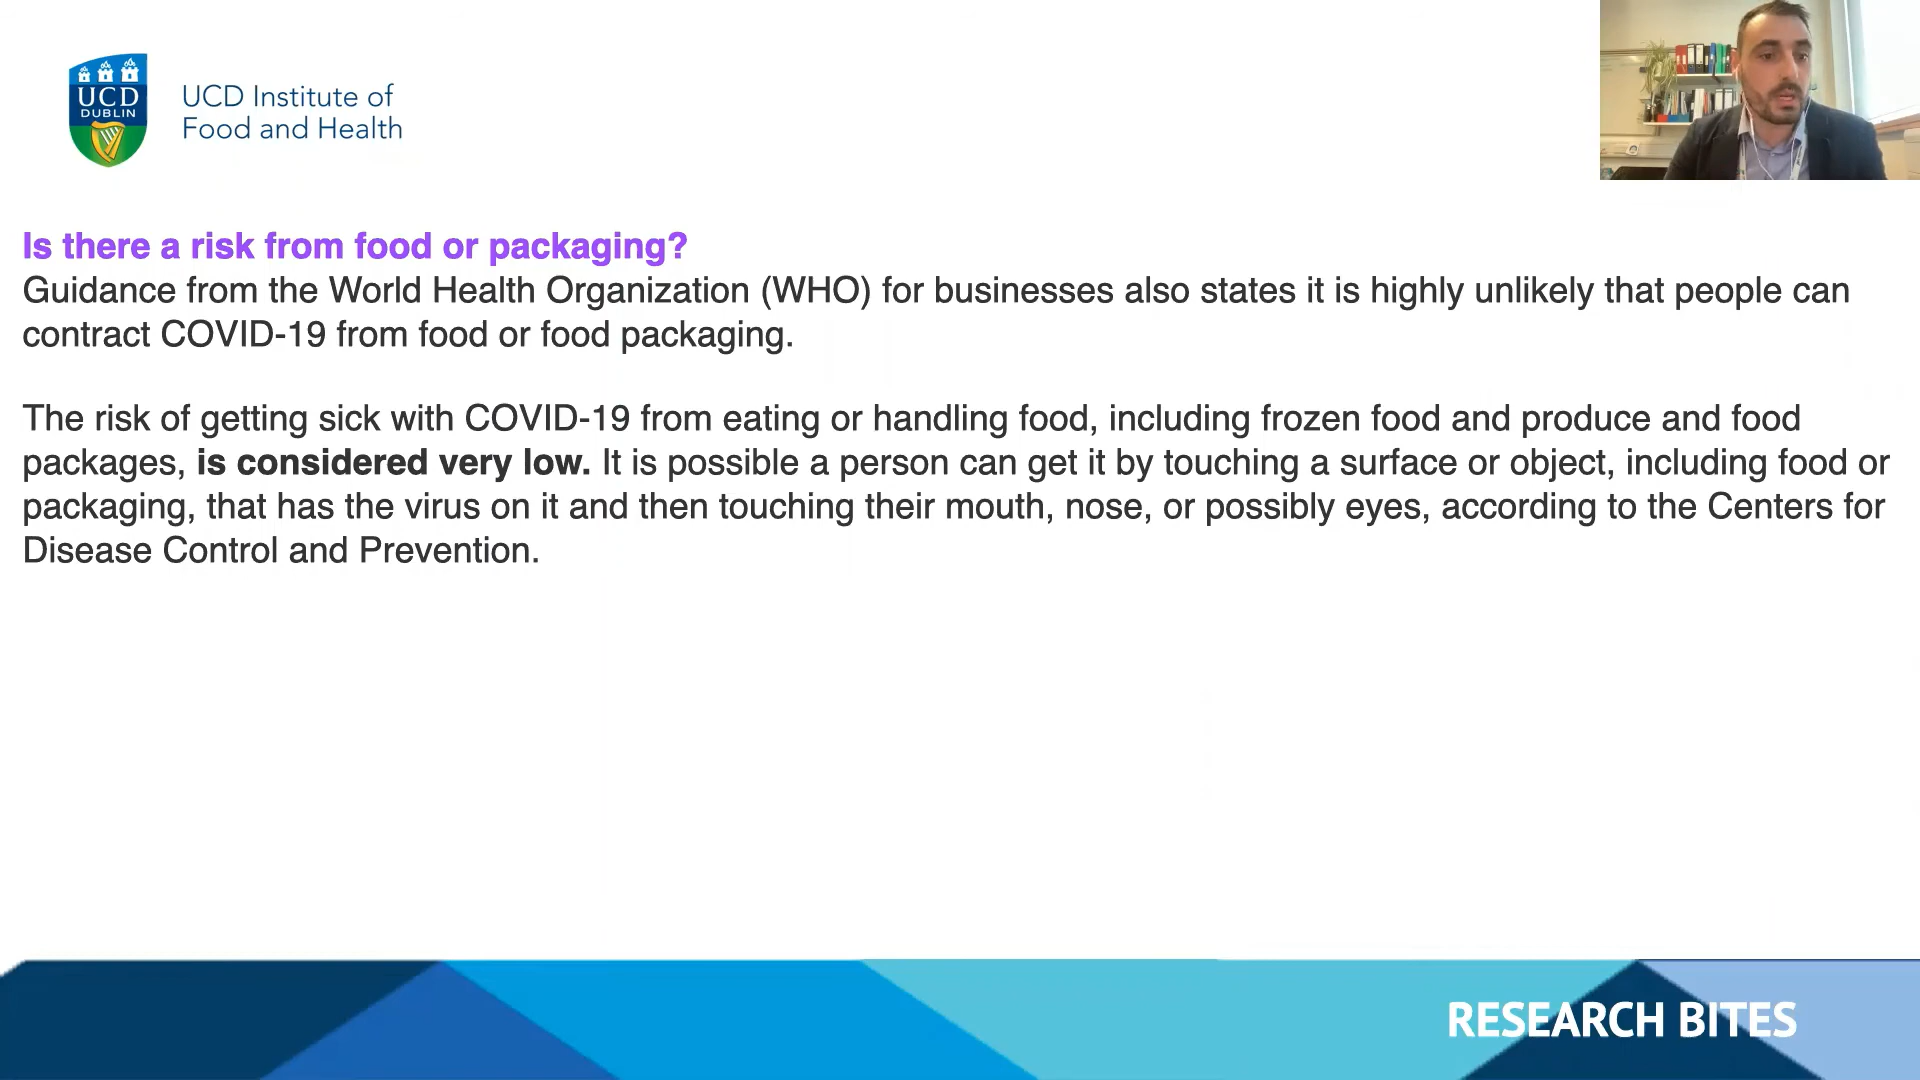 UCD
DUBLIN
UCD Institute of
Food and Health
Is there a risk from food or packaging?
Guidance from the World Health Organization (WHO) for businesses also states it is highly unlikely that people can
contract COVID-19 from food or food packaging.
The risk of getting sick with COVID-19 from eating or handling food, including frozen food and produce and food
packages, is considered very low. It is possible a person can get it by touching a surface or object, including food or
packaging, that has the virus on it and then touching their mouth, nose, or possibly eyes, according to the Centers for
Disease Control and Prevention.
RESEARCH BITES